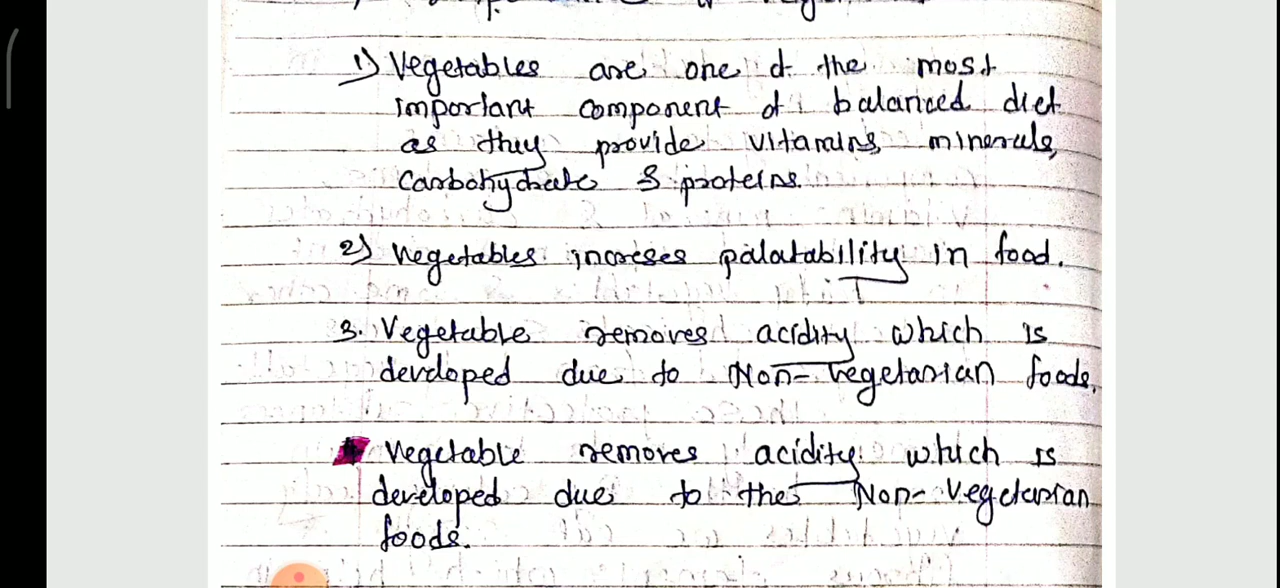 1) Vegetables are one of the most
important component of balanced diet
as they provide vitamins, minerals,
Carbohydrate & proteins.
2) Vegetables increses palatability in food.
3. Vegetable removes acidity which is
developed due to Non-vegetarian foods.
Vegetable removes acidity which is
developed due to the Non-vegetarian
foods.